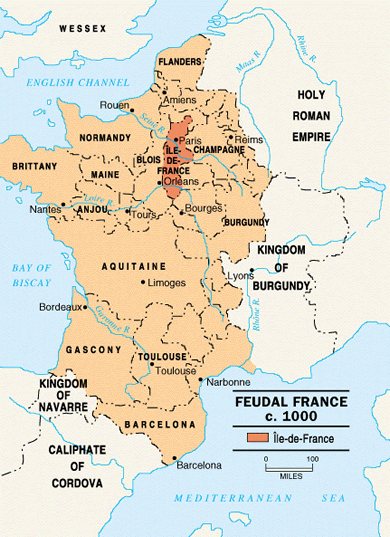 WESSEX
FLANDERS
ENGLISH CHANNEL
Maas R.
Rhine R.
Amiens
Rouen
HOLY
ROMAN
EMPIRE
Seine R.
NORMANDY
Paris
Reims
BLOIS
ÎLE-
DE-
FRANCE
CHAMPAGNE
BRITTANY
MAINE
Orléans
Loire R.
Nantes
ANJOU
Tours
Bourges
BURGUNDY
KINGDOM
OF
BURGUNDY
BAY OF
BISCAY
AQUITAINE
Limoges
Lyons
Rhône R.
Bordeaux
Garonne R.
GASCONY
TOULOUSE
Toulouse
Narbonne
KINGDOM
OF
NAVARRE
BARCELONA
CALIPHATE
OF
CORDOVA
Barcelona
FEUDAL FRANCE
c. 1000
Île-de-France
0 100
MILES
MEDITERRANEAN SEA